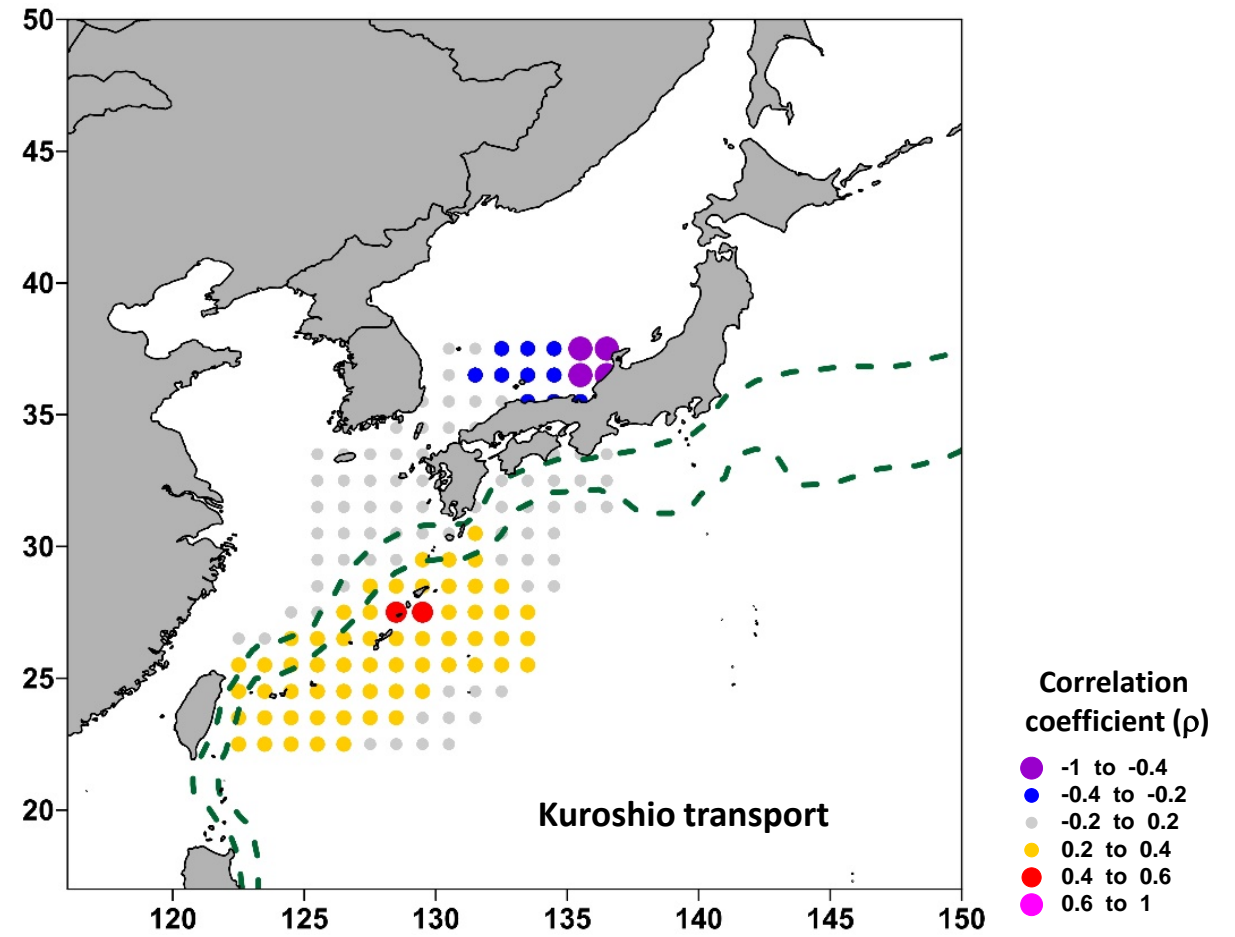 50
45
40
35
30
25
20
120 125 130 135 140 145 150
Kuroshio transport
Correlation
coefficient (ρ)
-1 to -0.4
-0.4 to -0.2
-0.2 to 0.2
0.2 to 0.4
0.4 to 0.6
0.6 to 1